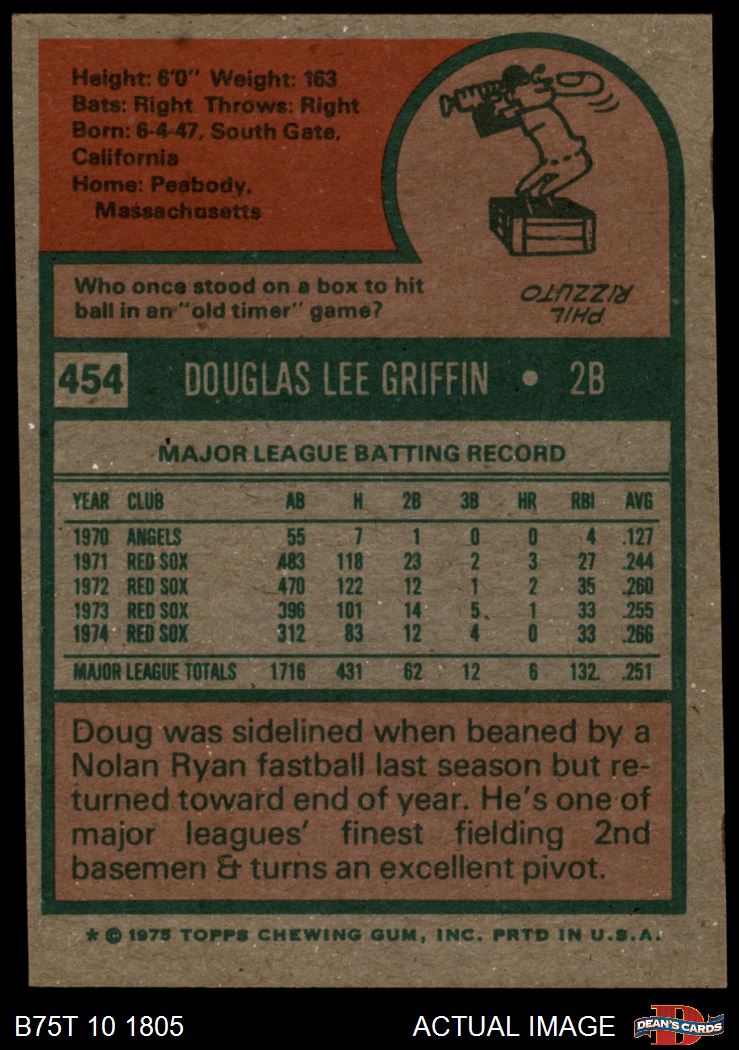 Height: 6'0" Weight: 163
Bats: Right Throws: Right
Born: 6-4-47, South Gate,
California
Home: Peabody,
Massachusetts
Who once stood on a box to hit
ball in an "old timer" game?
PHIL
RIZZUTO
454 DOUGLAS LEE GRIFFIN • 2B
MAJOR LEAGUE BATTING RECORD
YEAR CLUB AB H 2B 3B HR RBI AVG
1970 ANGELS 55 7 1 0 0 4 .127
1971 RED SOX 483 118 23 2 3 27 .244
1972 RED SOX 470 122 12 1 2 35 .260
1973 RED SOX 396 101 14 5 1 33 .255
1974 RED SOX 312 83 12 4 0 33 .266
MAJOR LEAGUE TOTALS 1716 431 62 12 6 132 .251
Doug was sidelined when beaned by a
Nolan Ryan fastball last season but re-
turned toward end of year. He's one of
major leagues' finest fielding 2nd
basemen & turns an excellent pivot.
* © 1975 TOPPS CHEWING GUM, INC. PRTD IN U.S.A.
B75T 10 1805 ACTUAL IMAGE D DEAN'S CARDS